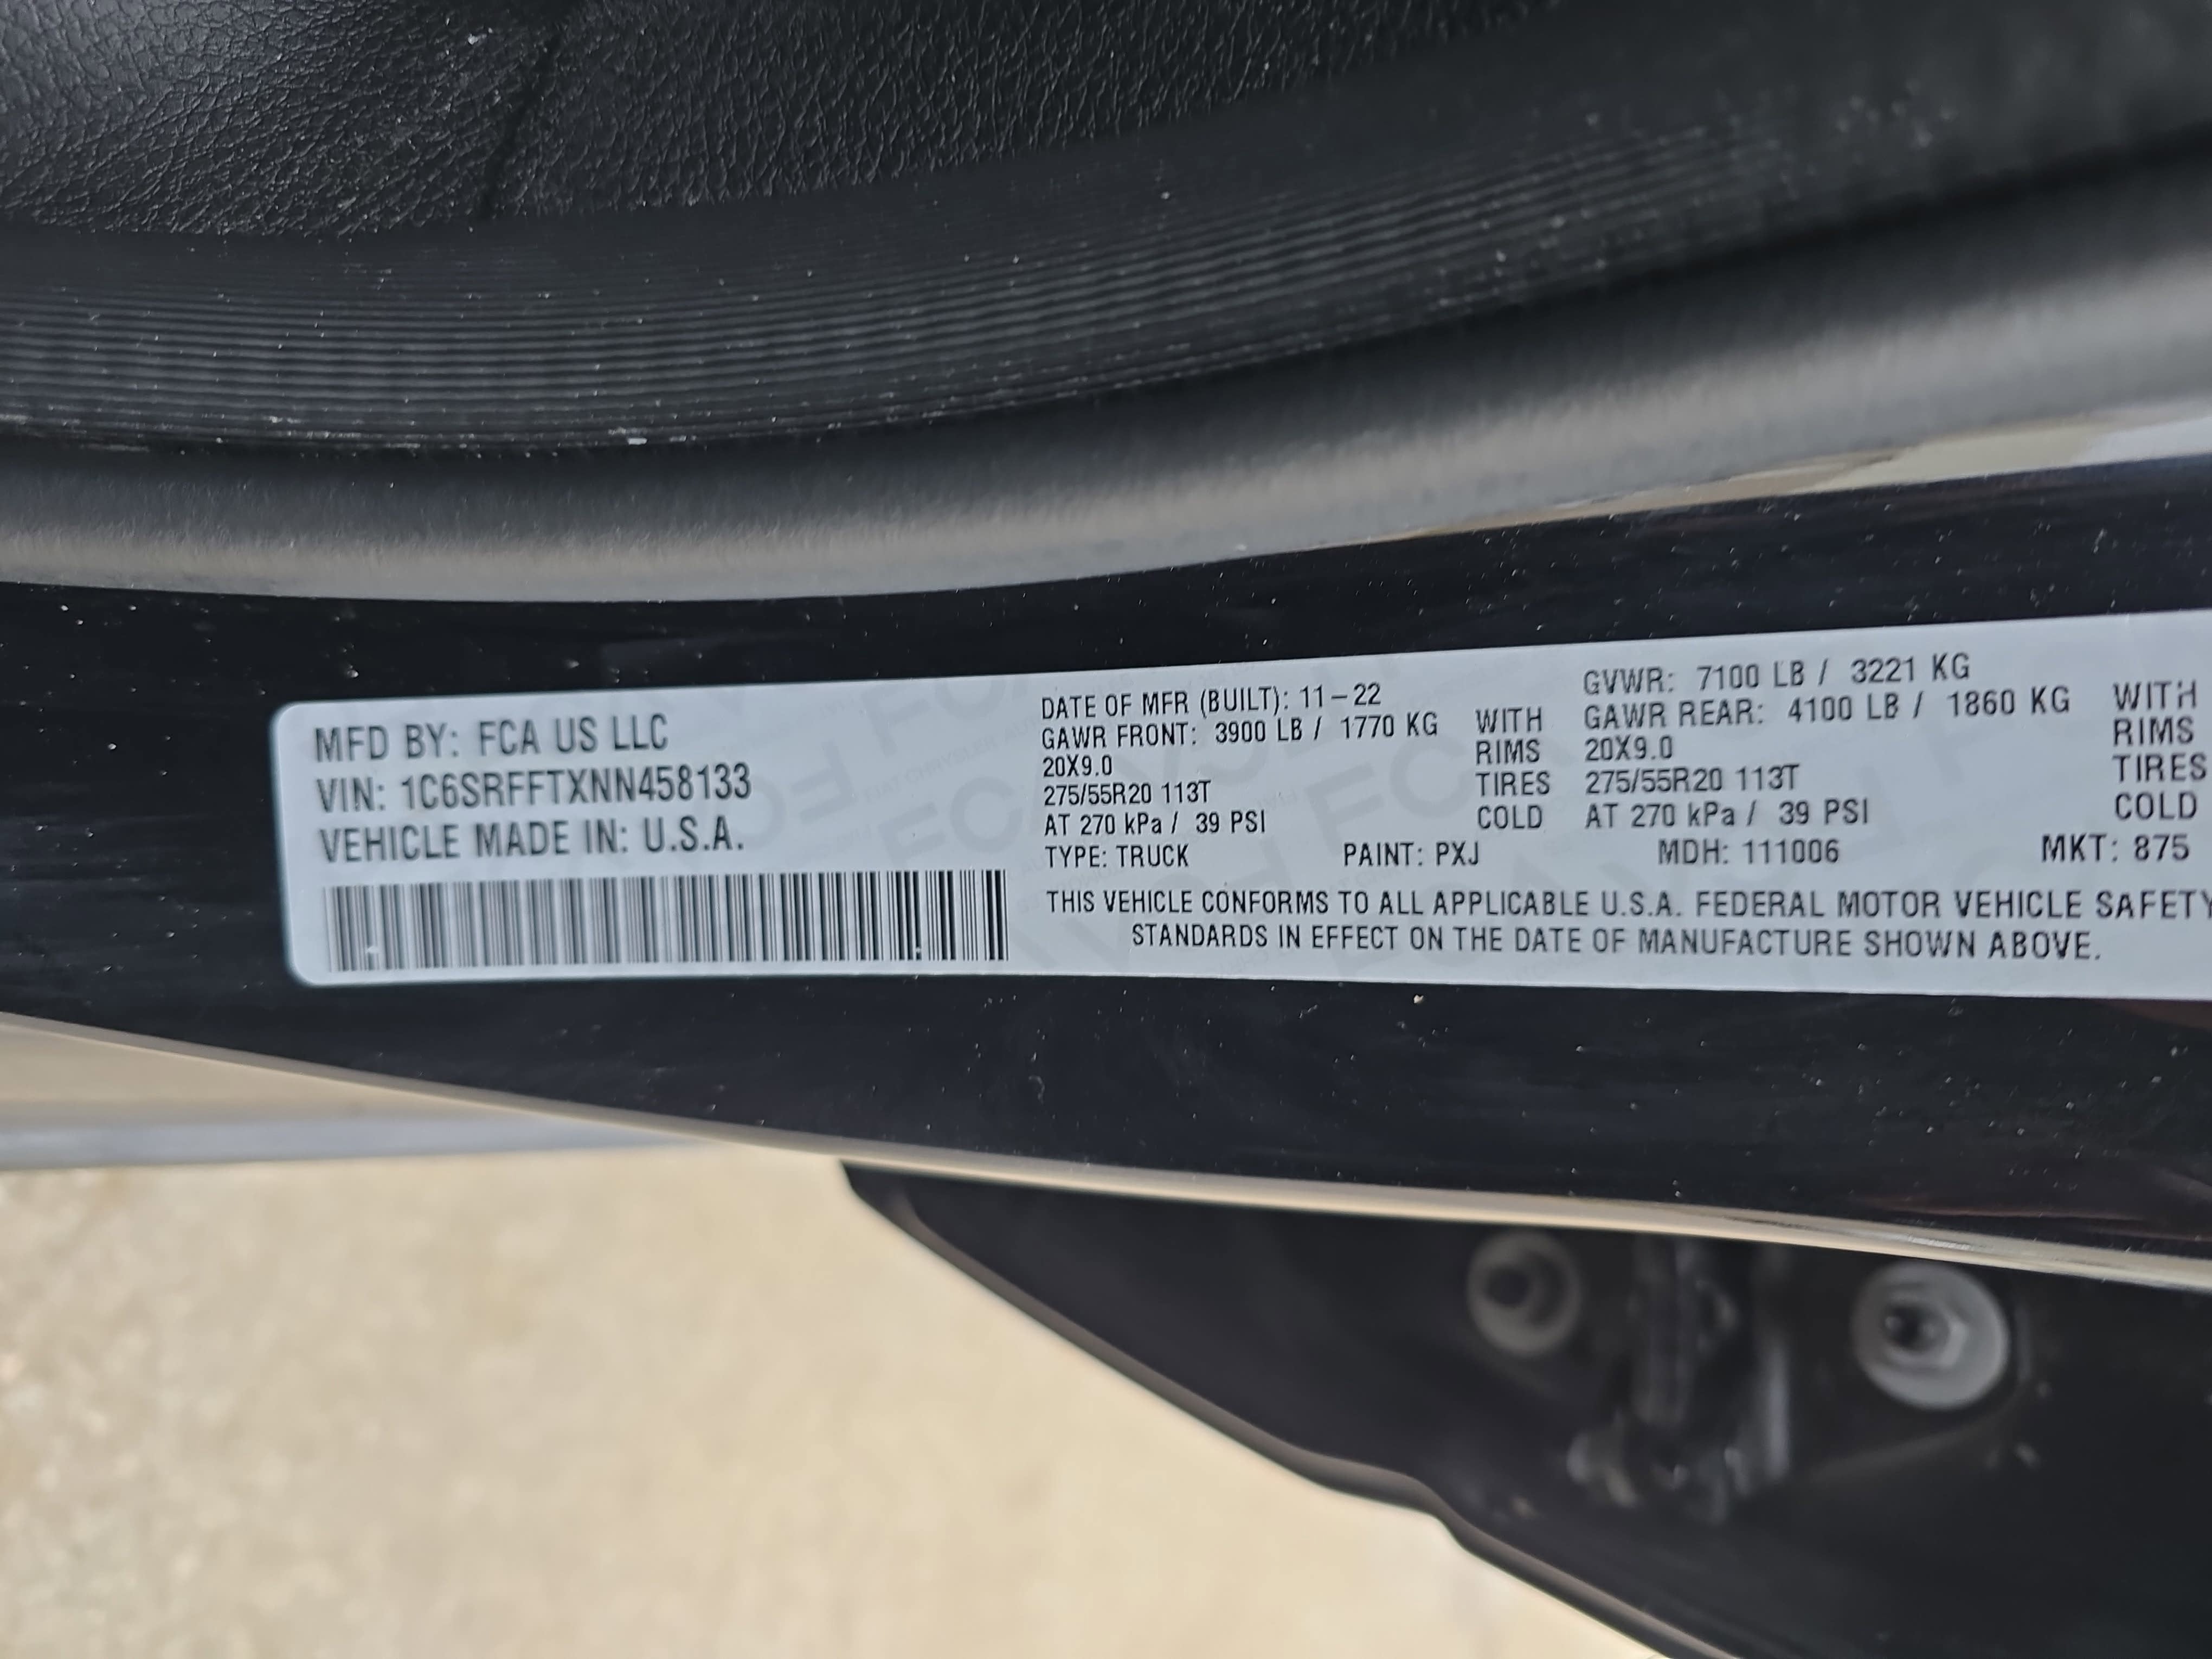 MFD BY: FCA US LLC
VIN: 1C6SRFFTXNN458133
VEHICLE MADE IN: U.S.A.
DATE OF MFR (BUILT): 11-22
GAWR FRONT: 3900 LB / 1770 KG WITH
20X9.0 RIMS
275/55R20 113T TIRES
AT 270 kPa / 39 PSI COLD
GVWR: 7100 LB / 3221 KG
GAWR REAR: 4100 LB / 1860 KG WITH
20X9.0 RIMS
275/55R20 113T TIRES
AT 270 kPa / 39 PSI COLD
TYPE: TRUCK PAINT: PXJ MDH: 111006 MKT: 875
THIS VEHICLE CONFORMS TO ALL APPLICABLE U.S.A. FEDERAL MOTOR VEHICLE SAFETY
STANDARDS IN EFFECT ON THE DATE OF MANUFACTURE SHOWN ABOVE.